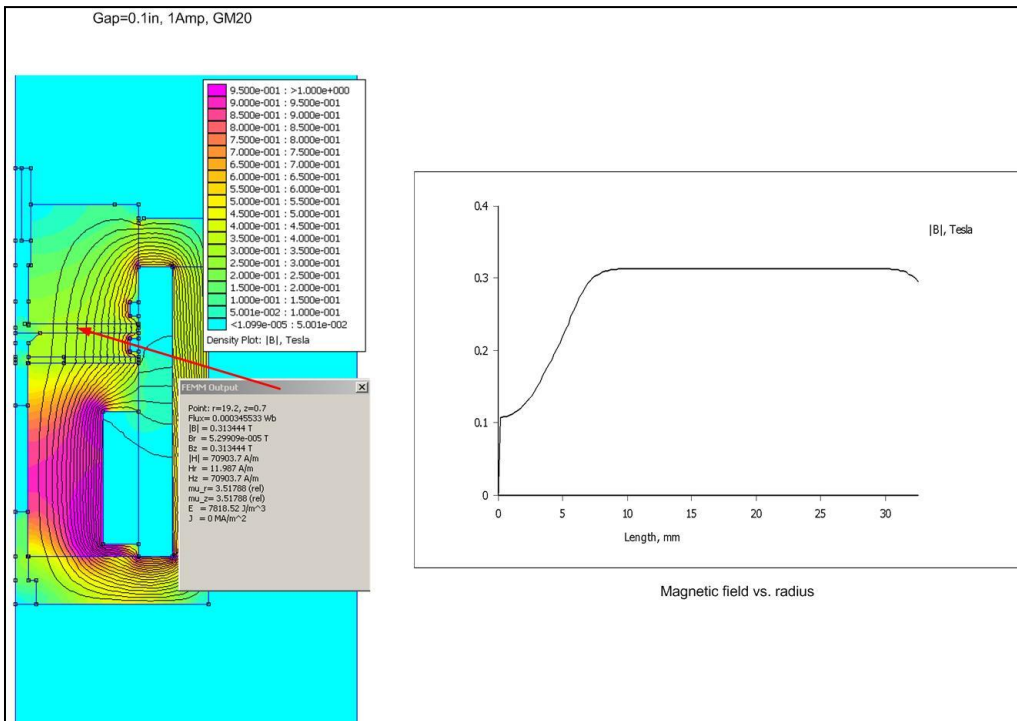 Gap=0.1in, 1Amp, GM20
9.500e-001 : >1.000e+000
9.000e-001 : 9.500e-001
8.500e-001 : 9.000e-001
8.000e-001 : 8.500e-001
7.500e-001 : 8.000e-001
7.000e-001 : 7.500e-001
6.500e-001 : 7.000e-001
6.000e-001 : 6.500e-001
5.500e-001 : 6.000e-001
5.000e-001 : 5.500e-001
4.500e-001 : 5.000e-001
4.000e-001 : 4.500e-001
3.500e-001 : 4.000e-001
3.000e-001 : 3.500e-001
2.500e-001 : 3.000e-001
2.000e-001 : 2.500e-001
1.500e-001 : 2.000e-001
1.000e-001 : 1.500e-001
5.001e-002 : 1.000e-001
<1.099e-005 : 5.001e-002
Density Plot: |B|, Tesla
FEMM Output
Point: r=19.2, z=0.7
Flux= 0.000345533 Wb
|B| = 0.313444 T
Br = 5.29909e-005 T
Bz = 0.313444 T
|H| = 70903.7 A/m
Hr = 11.987 A/m
Hz = 70903.7 A/m
mu_r= 3.51788 (rel)
mu_z= 3.51788 (rel)
E = 7818.52 J/m^3
J = 0 MA/m^2
0.4
0.3
0.2
0.1
0
0 5 10 15 20 25 30
Length, mm
|B|, Tesla
Magnetic field vs. radius